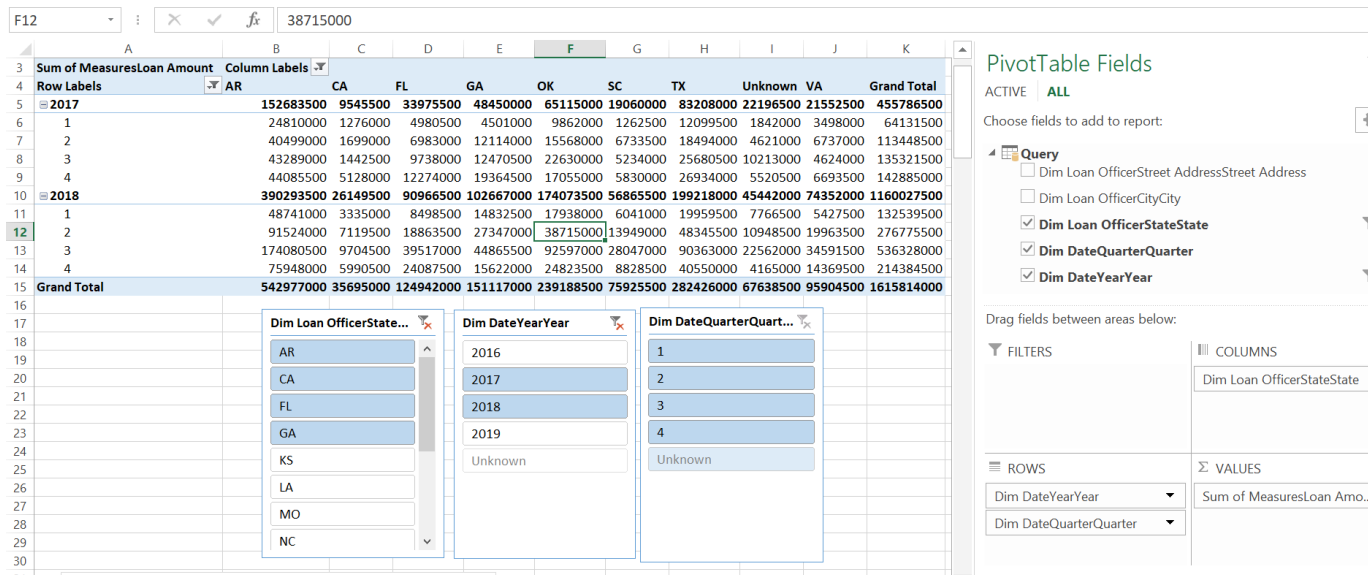 F12 fx 38715000
A B C D E F G H I J K
3 Sum of MeasuresLoan Amount Column Labels
4 Row Labels AR CA FL GA OK SC TX Unknown VA Grand Total
5 2017 152683500 9545500 33975500 48450000 65115000 19060000 83208000 22196500 21552500 455786500
6 1 24810000 1276000 4980500 4501000 9862000 1262500 12099500 1842000 3498000 64131500
7 2 40499000 1699000 6983000 12114000 15568000 6733500 18494000 4621000 6737000 113448500
8 3 43289000 1442500 9738000 12470500 22630000 5234000 25680500 10213000 4624000 135321500
9 4 44085500 5128000 12274000 19364500 17055000 5830000 26934000 5520500 6693500 142885000
10 2018 390293500 26149500 90966500 102667000 174073500 56865500 199218000 45442000 74352000 1160027500
11 1 48741000 3335000 8498500 14832500 17938000 6041000 19959500 7766500 5427500 132539500
12 2 91524000 7119500 18863500 27347000 38715000 13949000 48345500 10948500 19963500 276775500
13 3 174080500 9704500 39517000 44865500 92597000 28047000 90363000 22562000 34591500 536328000
14 4 75948000 5990500 24087500 15622000 24823500 8828500 40550000 4165000 14369500 214384500
15 Grand Total 542977000 35695000 124942000 151117000 239188500 75925500 282426000 67638500 95904500 1615814000
16
17
18
19
20
21
22
23
24
25
26
27
28
29
30
Dim Loan OfficerState...
AR
CA
FL
GA
KS
LA
MO
NC
Dim DateYearYear
2016
2017
2018
2019
Unknown
Dim DateQuarterQuart...
1
2
3
4
Unknown
PivotTable Fields
ACTIVE ALL
Choose fields to add to report:
Query
Dim Loan OfficerStreet AddressStreet Address
Dim Loan OfficerCityCity
Dim Loan OfficerStateState
Dim DateQuarterQuarter
Dim DateYearYear
Drag fields between areas below:
FILTERS
COLUMNS
Dim Loan OfficerStateState
ROWS
Dim DateYearYear
Dim DateQuarterQuarter
Σ VALUES
Sum of MeasuresLoan Amo...